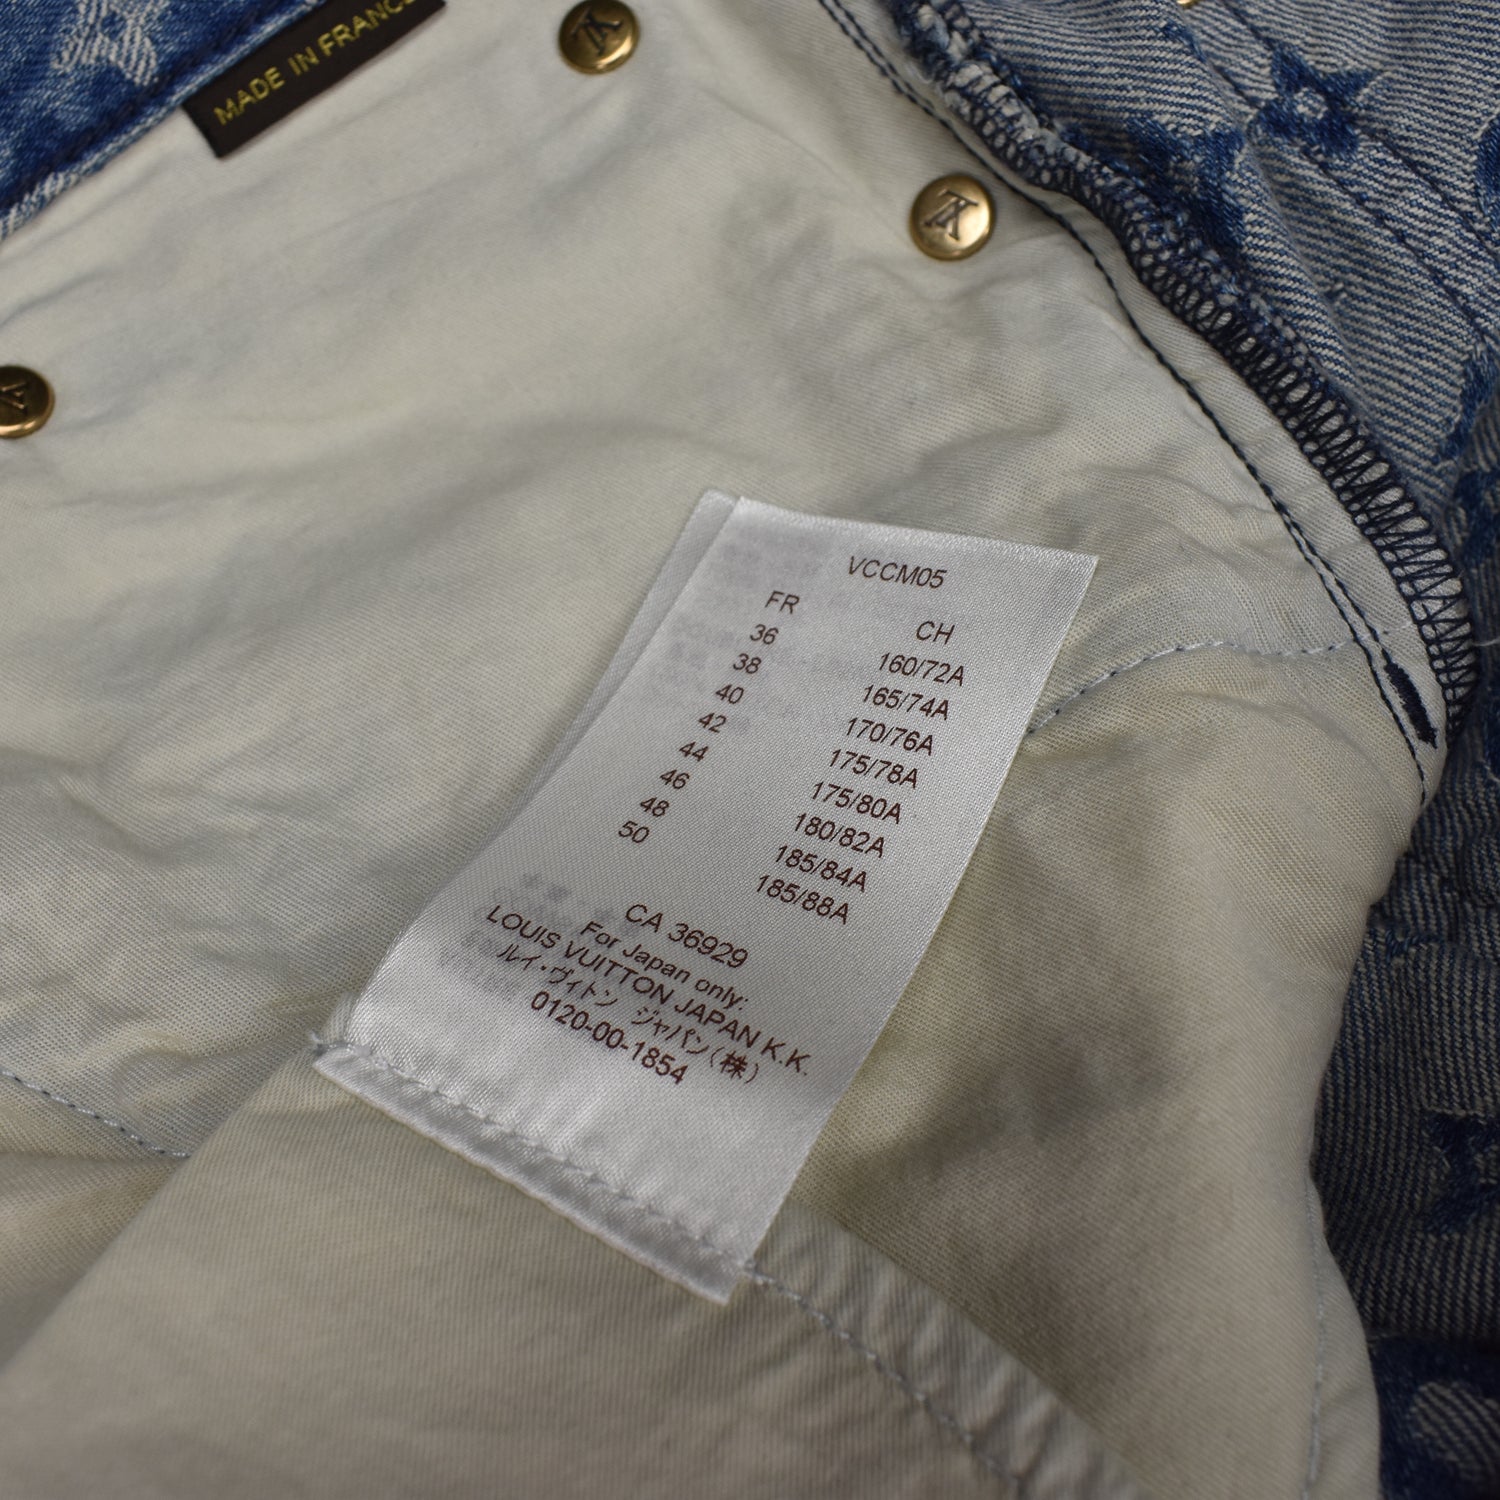 MADE IN FRANCE
VCCM05
FR CH
36 160/72A
38 165/74A
40 170/76A
42 175/78A
44 175/80A
46 180/82A
48 185/84A
50 185/88A
CA 36929
For Japan only:
LOUIS VUITTON JAPAN K.K.
ルイ・ヴィトン ジャパン(株)
0120-00-1854